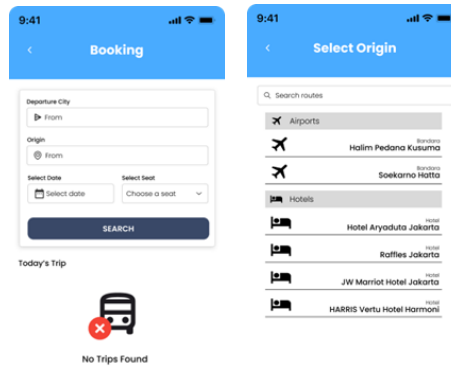 9:41
Booking
Departure City
From
Origin
From
Select Date
Select Seat
Select date
Choose a seat
SEARCH
Today's Trip
No Trips Found
9:41
Select Origin
Search routes
Airports
Bandara
Halim Pedana Kusuma
Bandara
Soekarno Hatta
Hotels
Hotel
Hotel Aryaduta Jakarta
Hotel
Raffles Jakarta
Hotel
JW Marriot Hotel Jakarta
Hotel
HARRIS Vertu Hotel Harmoni